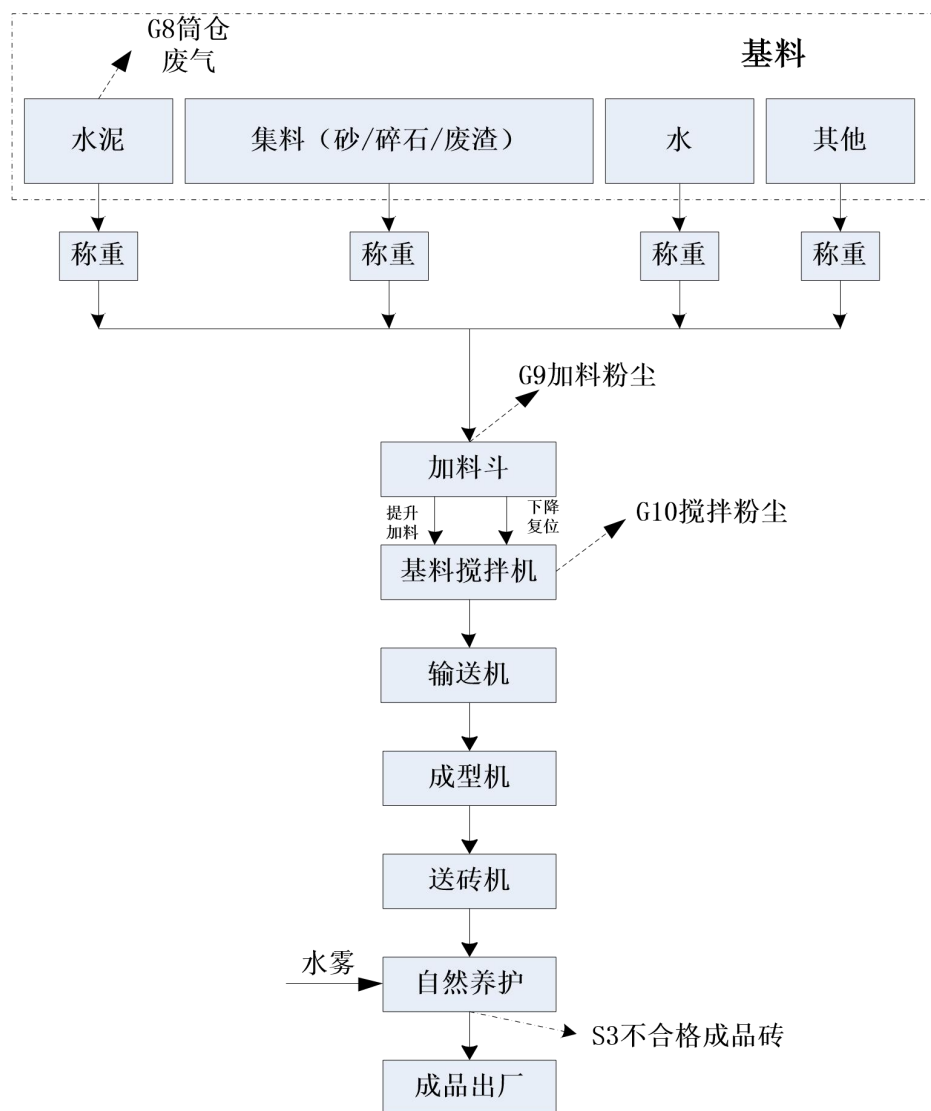 G8筒仓
废气
基料
水泥
集料（砂/碎石/废渣）
水
其他
称重
称重
称重
称重
G9加料粉尘
加料斗
提升
加料
下降
复位
G10搅拌粉尘
基料搅拌机
输送机
成型机
送砖机
水雾
自然养护
S3不合格成品砖
成品出厂